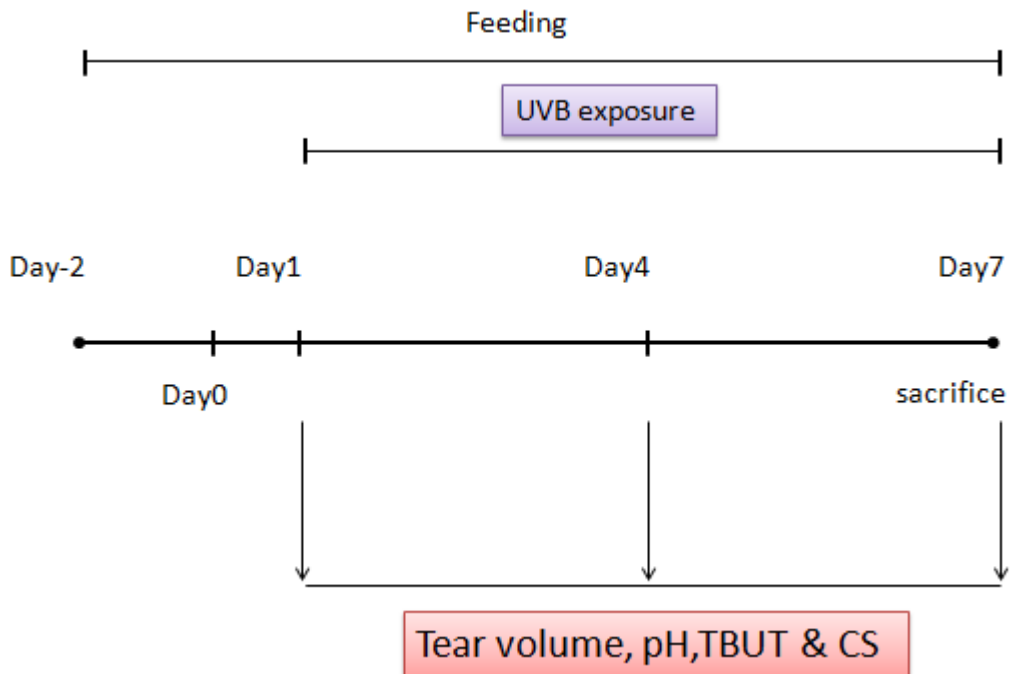 Feeding
UVB exposure
Day-2 Day1 Day4 Day7
Day0 sacrifice
Tear volume, pH,TBUT & CS